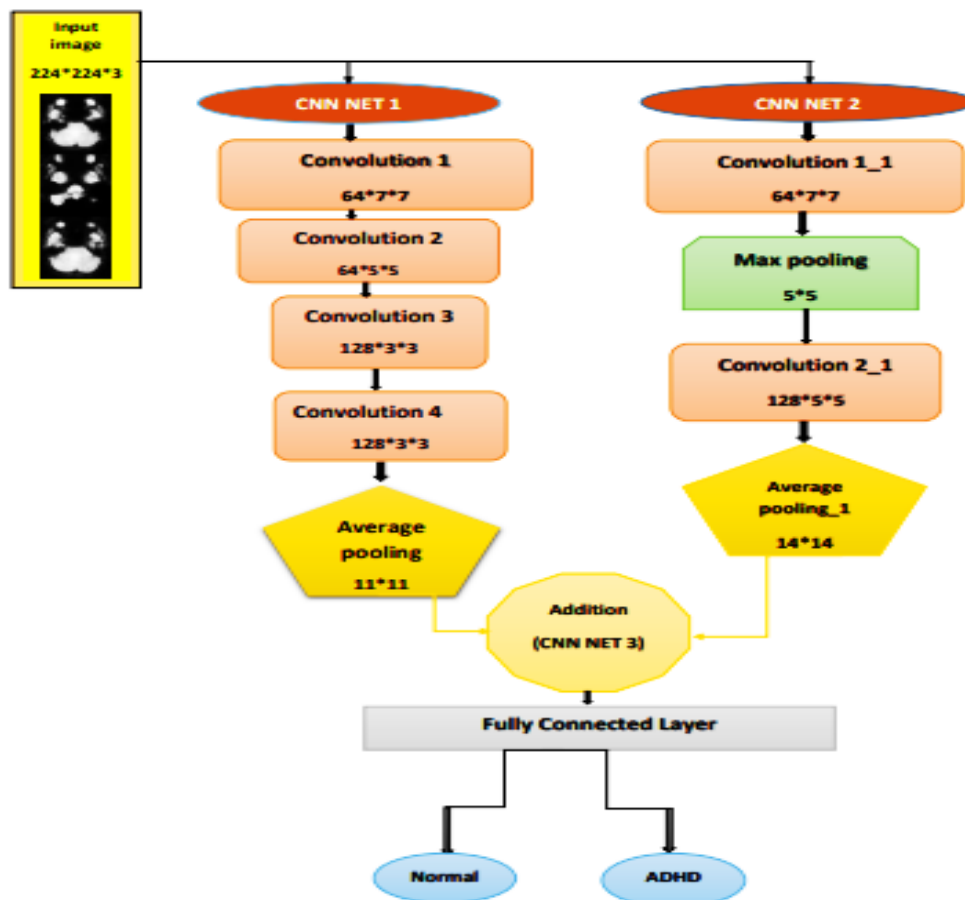 Input
image
224*224*3
CNN NET 1
Convolution 1
64*7*7
Convolution 2
64*5*5
Convolution 3
128*3*3
Convolution 4
128*3*3
Average
pooling
11*11
CNN NET 2
Convolution 1_1
64*7*7
Max pooling
5*5
Convolution 2_1
128*5*5
Average
pooling_1
14*14
Addition
(CNN NET 3)
Fully Connected Layer
Normal
ADHD